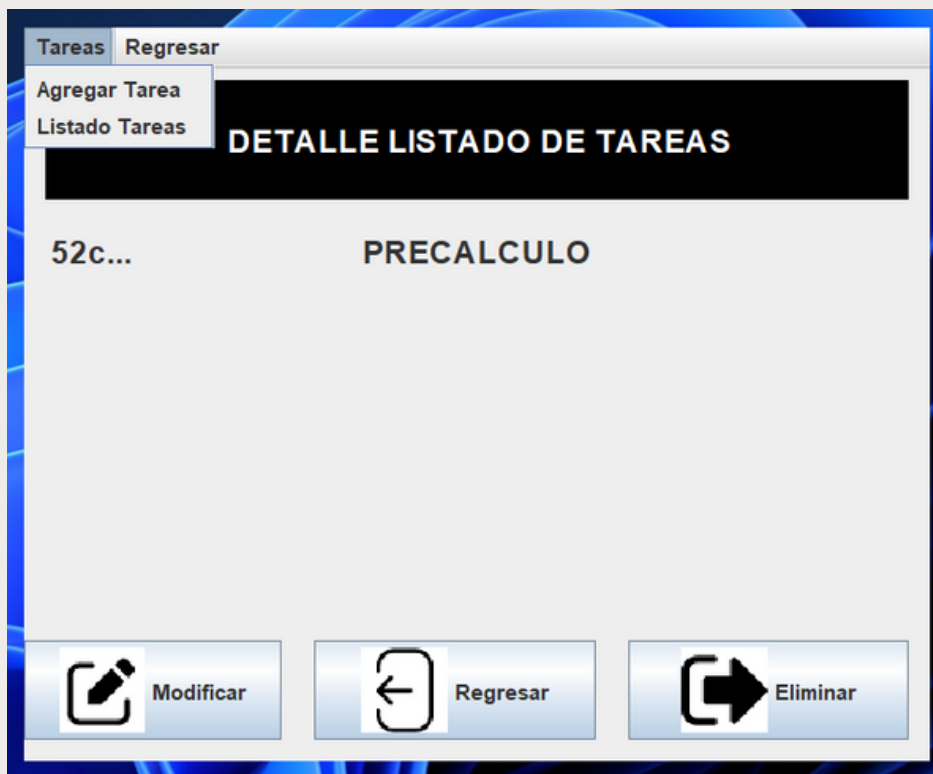 Tareas Regresar
Agregar Tarea
Listado Tareas
DETALLE LISTADO DE TAREAS
52c... PRECALCULO
Modificar Regresar Eliminar